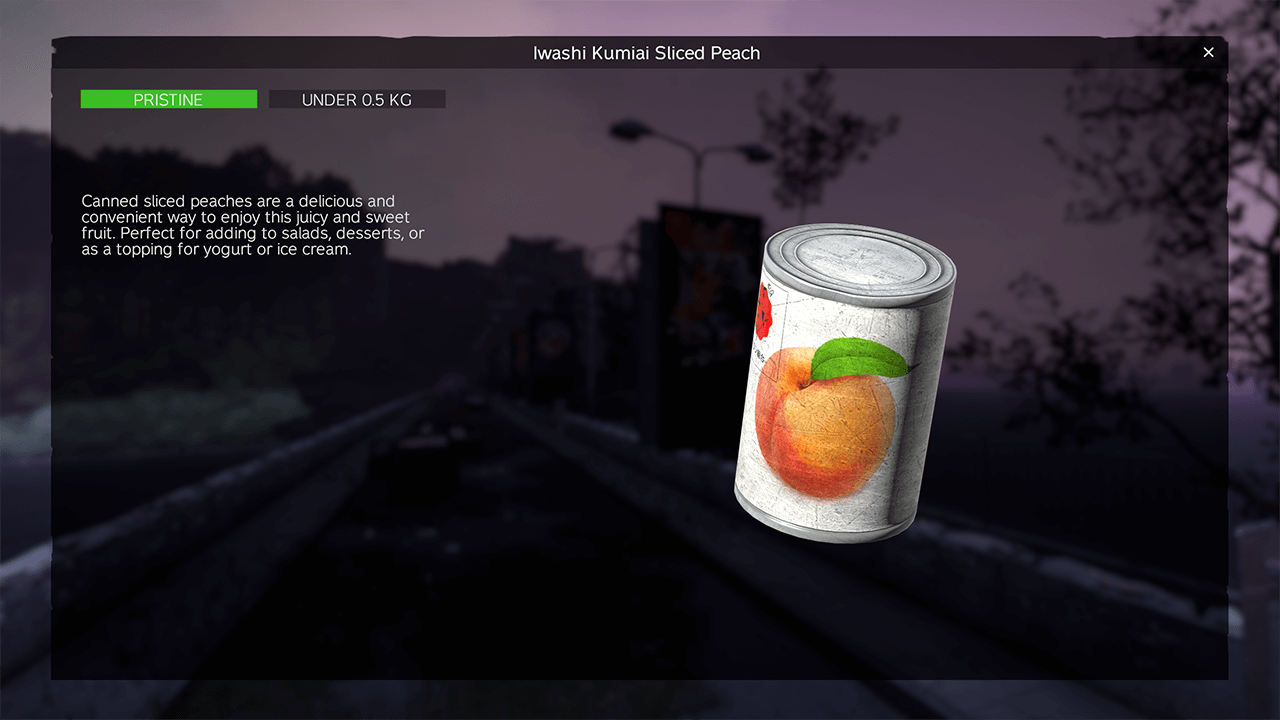 Iwashi Kumiai Sliced Peach
PRISTINE
UNDER 0.5 KG
Canned sliced peaches are a delicious and
convenient way to enjoy this juicy and sweet
fruit. Perfect for adding to salads, desserts, or
as a topping for yogurt or ice cream.